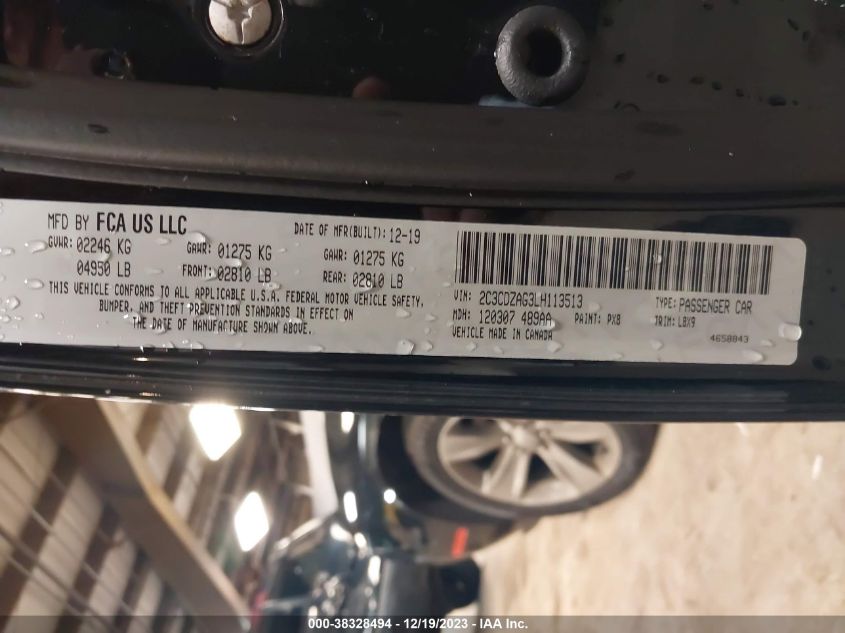 MFD BY FCA US LLC
DATE OF MFR(BUILT): 12-19
GVWR: 02246 KG GAWR: 01275 KG GAWR: 01275 KG
04950 LB FRONT: 02810 LB REAR: 02810 LB
THIS VEHICLE CONFORMS TO ALL APPLICABLE U.S.A. FEDERAL MOTOR VEHICLE SAFETY,
BUMPER, AND THEFT PREVENTION STANDARDS IN EFFECT ON
THE DATE OF MANUFACTURE SHOWN ABOVE.
VIN: 2C3CDZAG3LH113513 TYPE: PASSENGER CAR
MDH: 120307 489AA PAINT: PX8 TRIM: LBX9
VEHICLE MADE IN CANADA
4658843
000-38328494 - 12/19/2023 - IAA Inc.